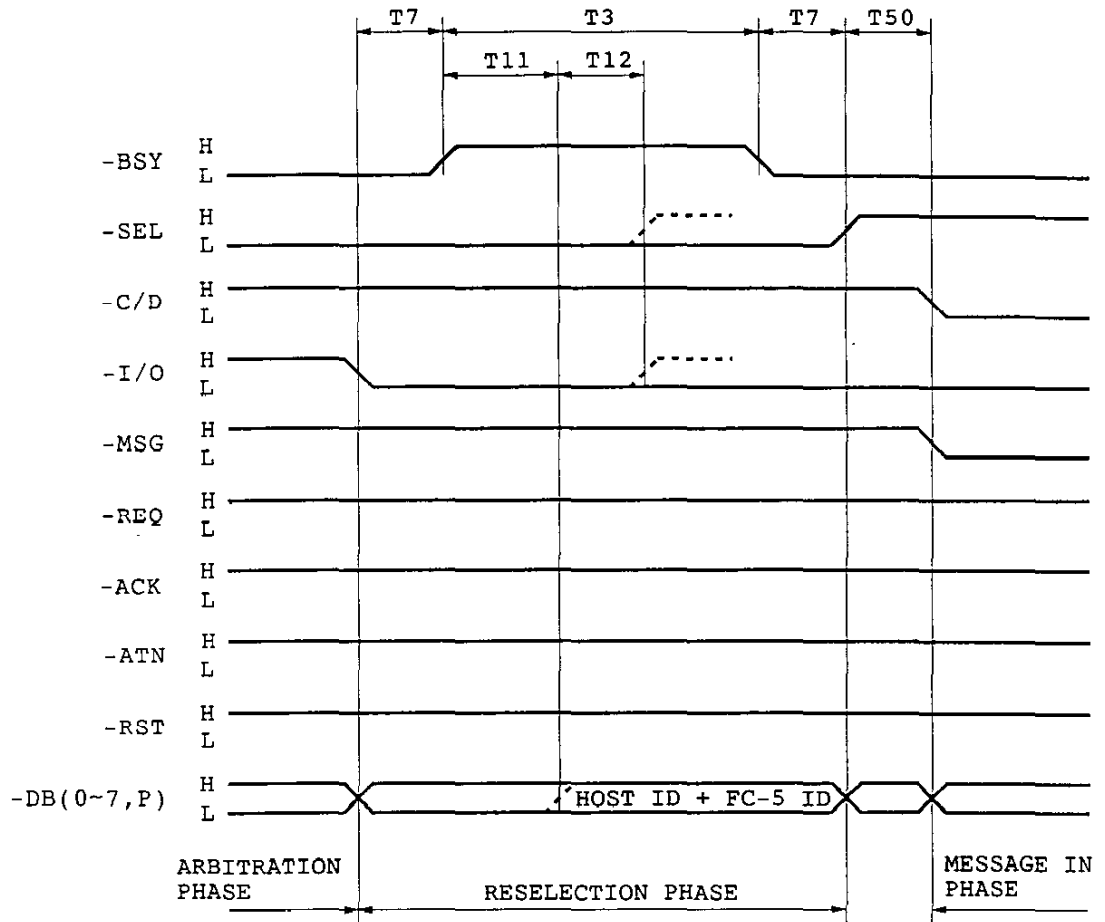 T7 T3 T7 T50
T11 T12
-BSY H
L
-SEL H
L
-C/D H
L
-I/O H
L
-MSG H
L
-REQ H
L
-ACK H
L
-ATN H
L
-RST H
L
-DB(0~7,P) H
L
HOST ID + FC-5 ID
ARBITRATION
PHASE
RESELECTION PHASE
MESSAGE IN
PHASE